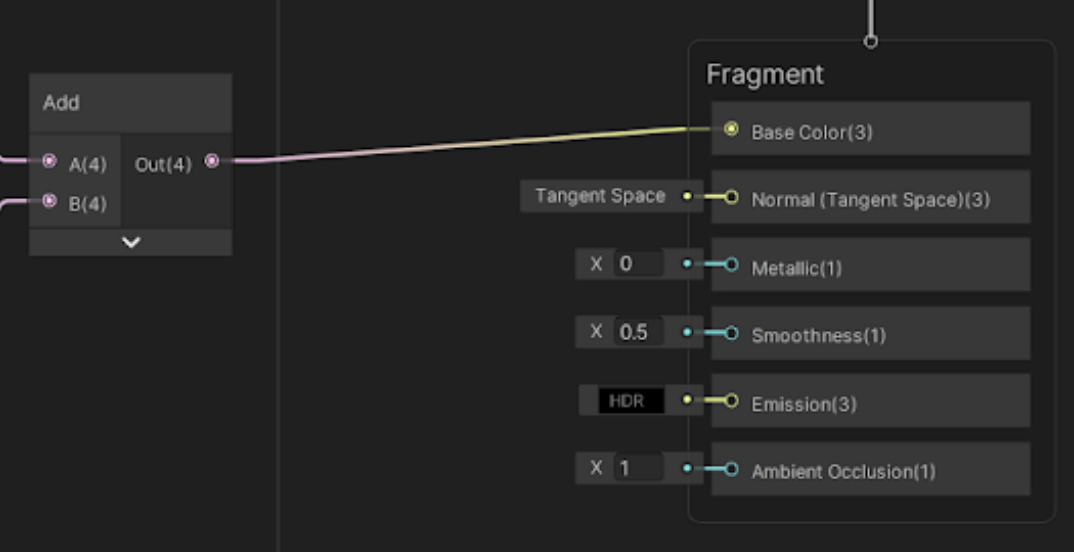 Fragment
Add
Base Color(3)
A(4) Out(4)
B(4)
Tangent Space Normal (Tangent Space)(3)
X 0 Metallic(1)
X 0.5 Smoothness(1)
HDR Emission(3)
X 1 Ambient Occlusion(1)